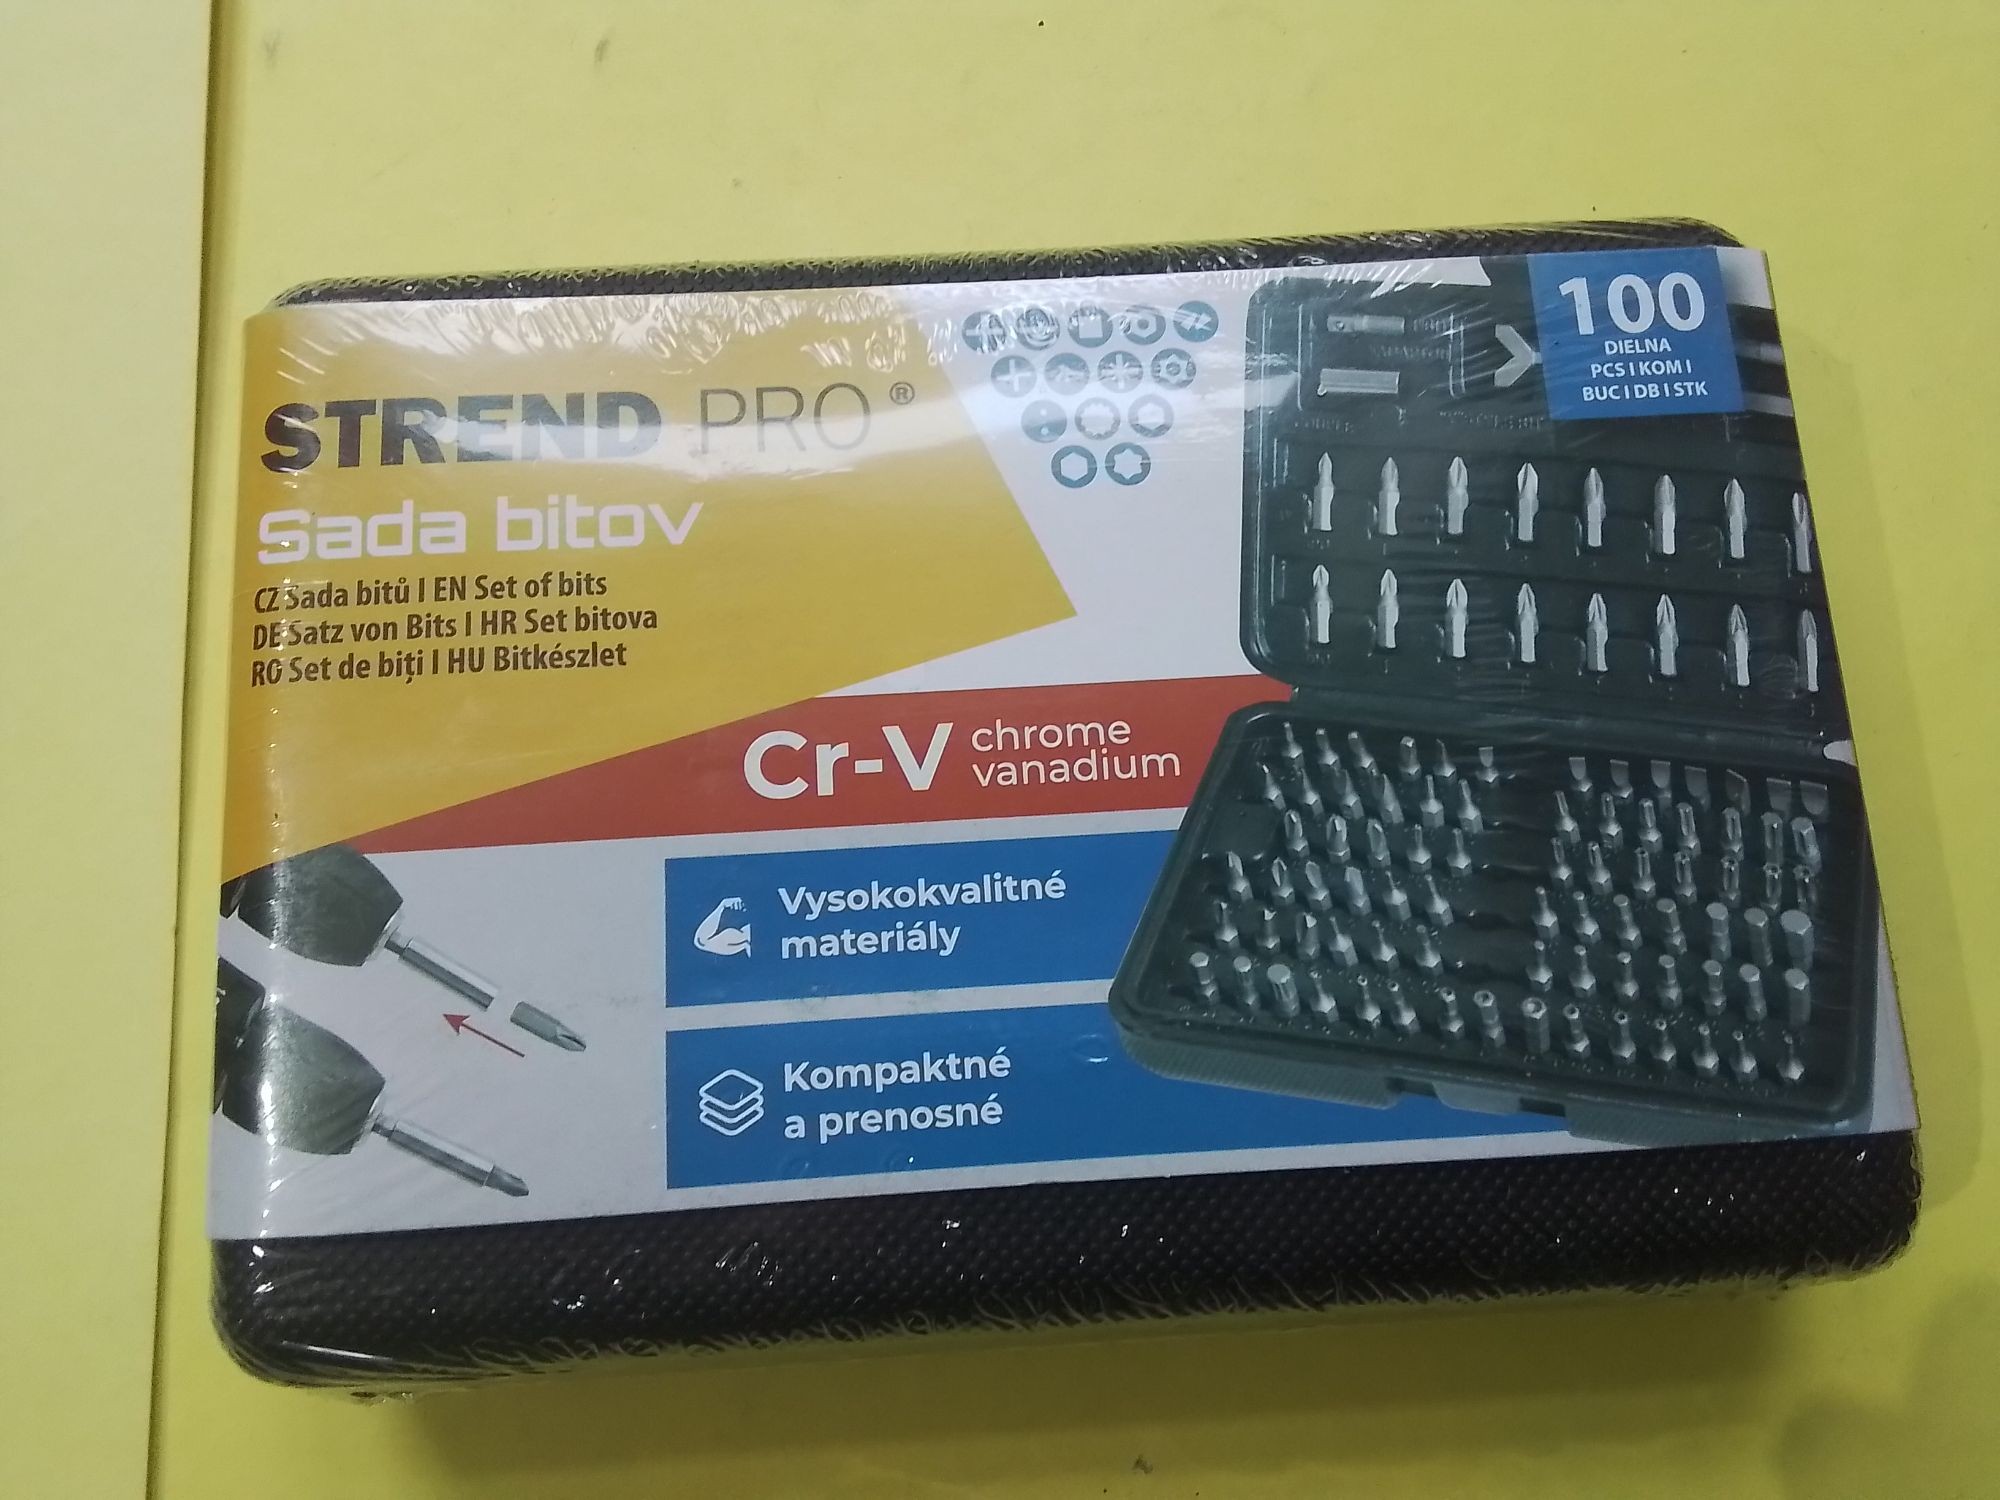 STREND PRO®
Sada bitov
CZ Sada bitů I EN Set of bits
DE Satz von Bits I HR Set bitova
RO Set de biți I HU Bitkészlet
100
DIELNA
PCS I KOM I
BUC I DB I STK
Cr-V chrome
vanadium
Vysokokvalitné
materiály
Kompaktné
a prenosné